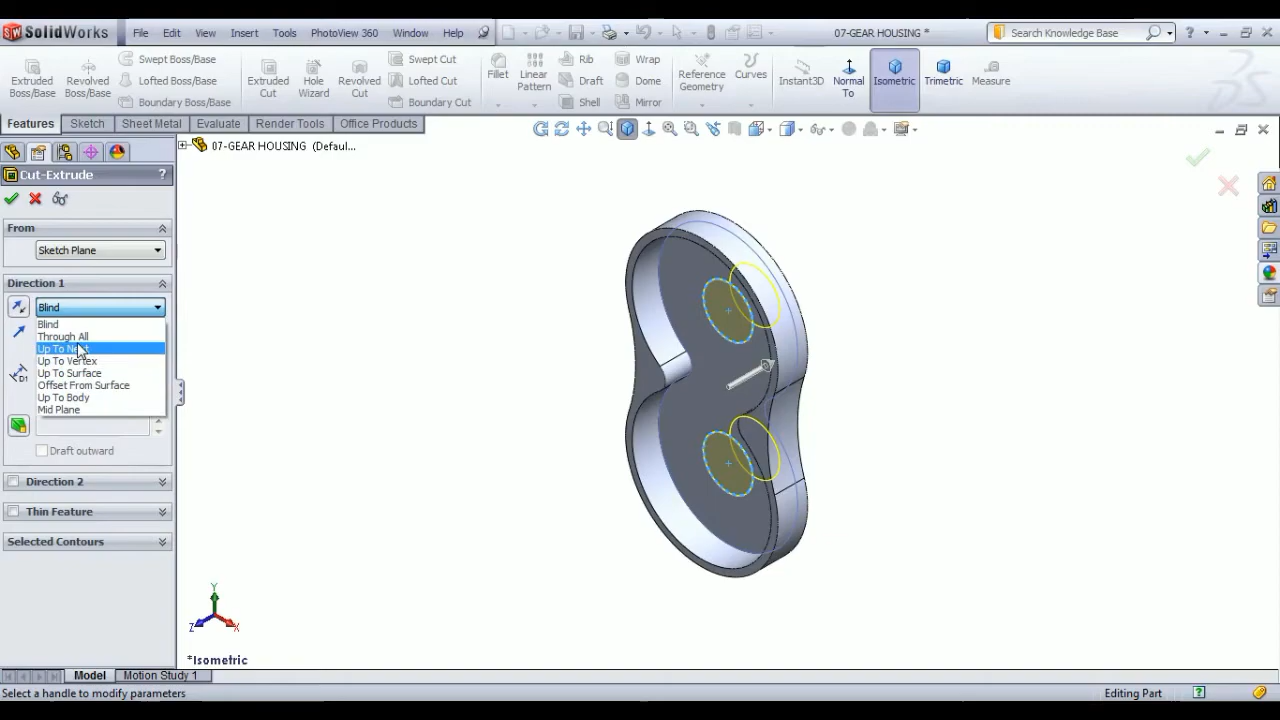 SolidWorks File Edit View Insert Tools PhotoView 360 Window Help 07-GEAR HOUSING * Search Knowledge Base ?
Extruded Boss/Base
Revolved Boss/Base
Swept Boss/Base
Lofted Boss/Base
Boundary Boss/Base
Extruded Cut
Hole Wizard
Revolved Cut
Swept Cut
Lofted Cut
Boundary Cut
Fillet
Linear Pattern
Rib
Draft
Shell
Wrap
Dome
Mirror
Reference Geometry
Curves
Instant3D
Normal To
Isometric
Trimetric
Measure
Features Sketch Sheet Metal Evaluate Render Tools Office Products
07-GEAR HOUSING (Defaul...
Cut-Extrude ?
From
Sketch Plane
Direction 1
Blind
Blind
Through All
Up To Next
Up To Vertex
Up To Surface
Offset From Surface
Up To Body
Mid Plane
Draft outward
Direction 2
Thin Feature
Selected Contours
Y
Z
X
*Isometric
Model Motion Study 1
Select a handle to modify parameters Editing Part ?